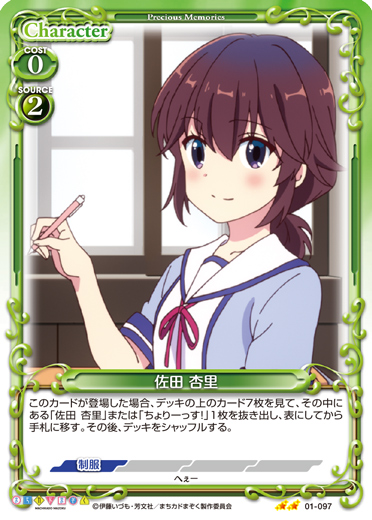 Precious Memories
Character
COST
0
SOURCE
2
佐田 杏里
このカードが登場した場合、デッキの上のカード7枚を見て、その中に
ある「佐田 杏里」または「ちょりーっす!」1枚を抜き出し、表にしてから
手札に移す。その後、デッキをシャッフルする。
制服
へぇー
©伊藤いづも・芳文社/まちカドまぞく製作委員会
01-097